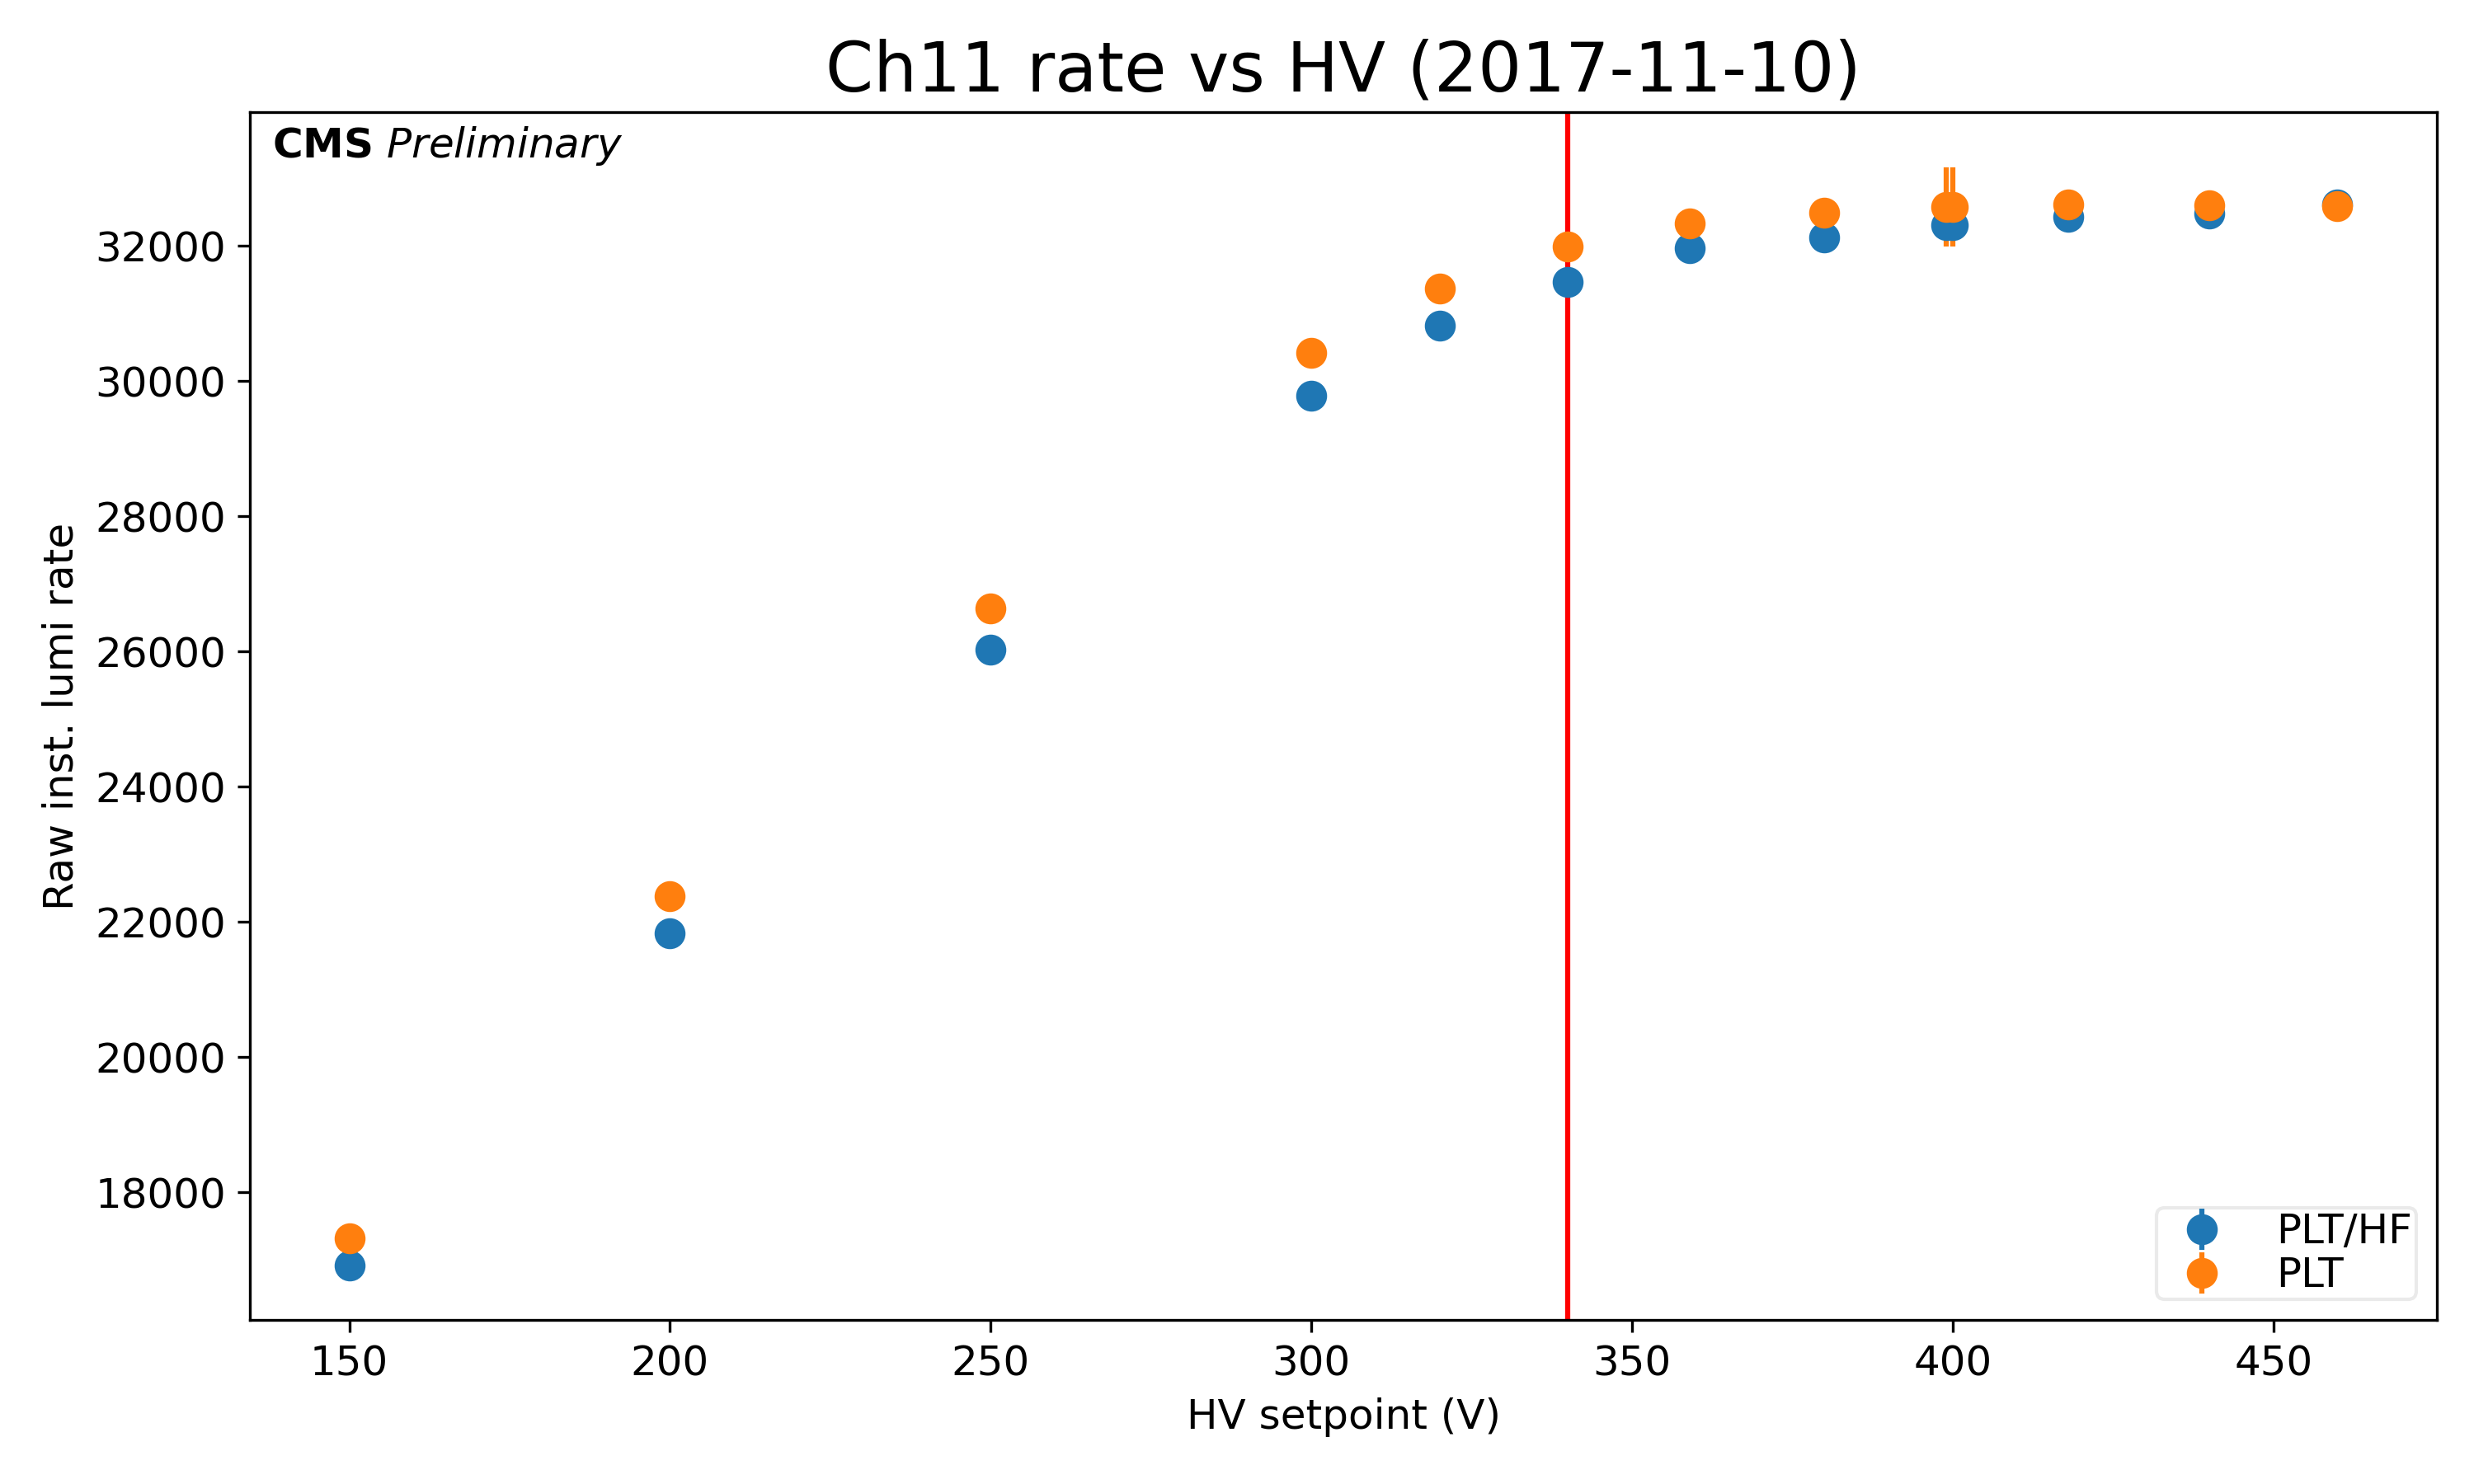 Ch11 rate vs HV (2017-11-10)
CMS Preliminary
32000
30000
28000
26000
24000
22000
20000
18000
Raw inst. lumi rate
150 200 250 300 350 400 450
HV setpoint (V)
PLT/HF
PLT